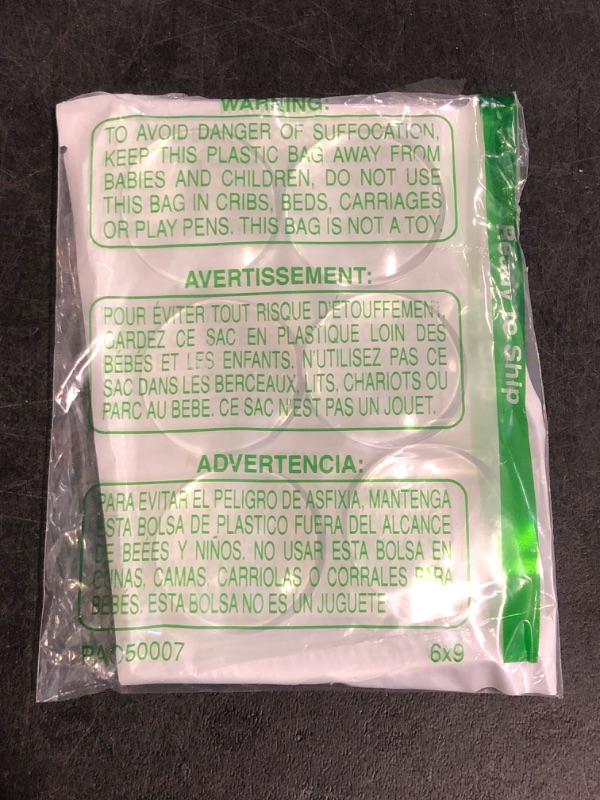 WARNING:
TO AVOID DANGER OF SUFFOCATION,
KEEP THIS PLASTIC BAG AWAY FROM
BABIES AND CHILDREN, DO NOT USE
THIS BAG IN CRIBS, BEDS, CARRIAGES
OR PLAY PENS. THIS BAG IS NOT A TOY.
AVERTISSEMENT:
POUR ÉVITER TOUT RISQUE D'ÉTOUFFEMENT,
GARDEZ CE SAC EN PLASTIQUE LOIN DES
BÉBÉS ET LES ENFANTS. N'UTILISEZ PAS CE
SAC DANS LES BERCEAUX, LITS, CHARIOTS OU
PARC AU BEBE. CE SAC N'EST PAS UN JOUET.
ADVERTENCIA:
PARA EVITAR EL PELIGRO DE ASFIXIA, MANTENGA
ESTA BOLSA DE PLASTICO FUERA DEL ALCANCE
DE BEÉÉS Y NIÑOS. NO USAR ESTA BOLSA EN
CUNAS, CAMAS, CARRIOLAS O CORRALES PARA
BEBÉS. ESTA BOLSA NO ES UN JUGUETE
PAC50007
6x9
Ready to Ship